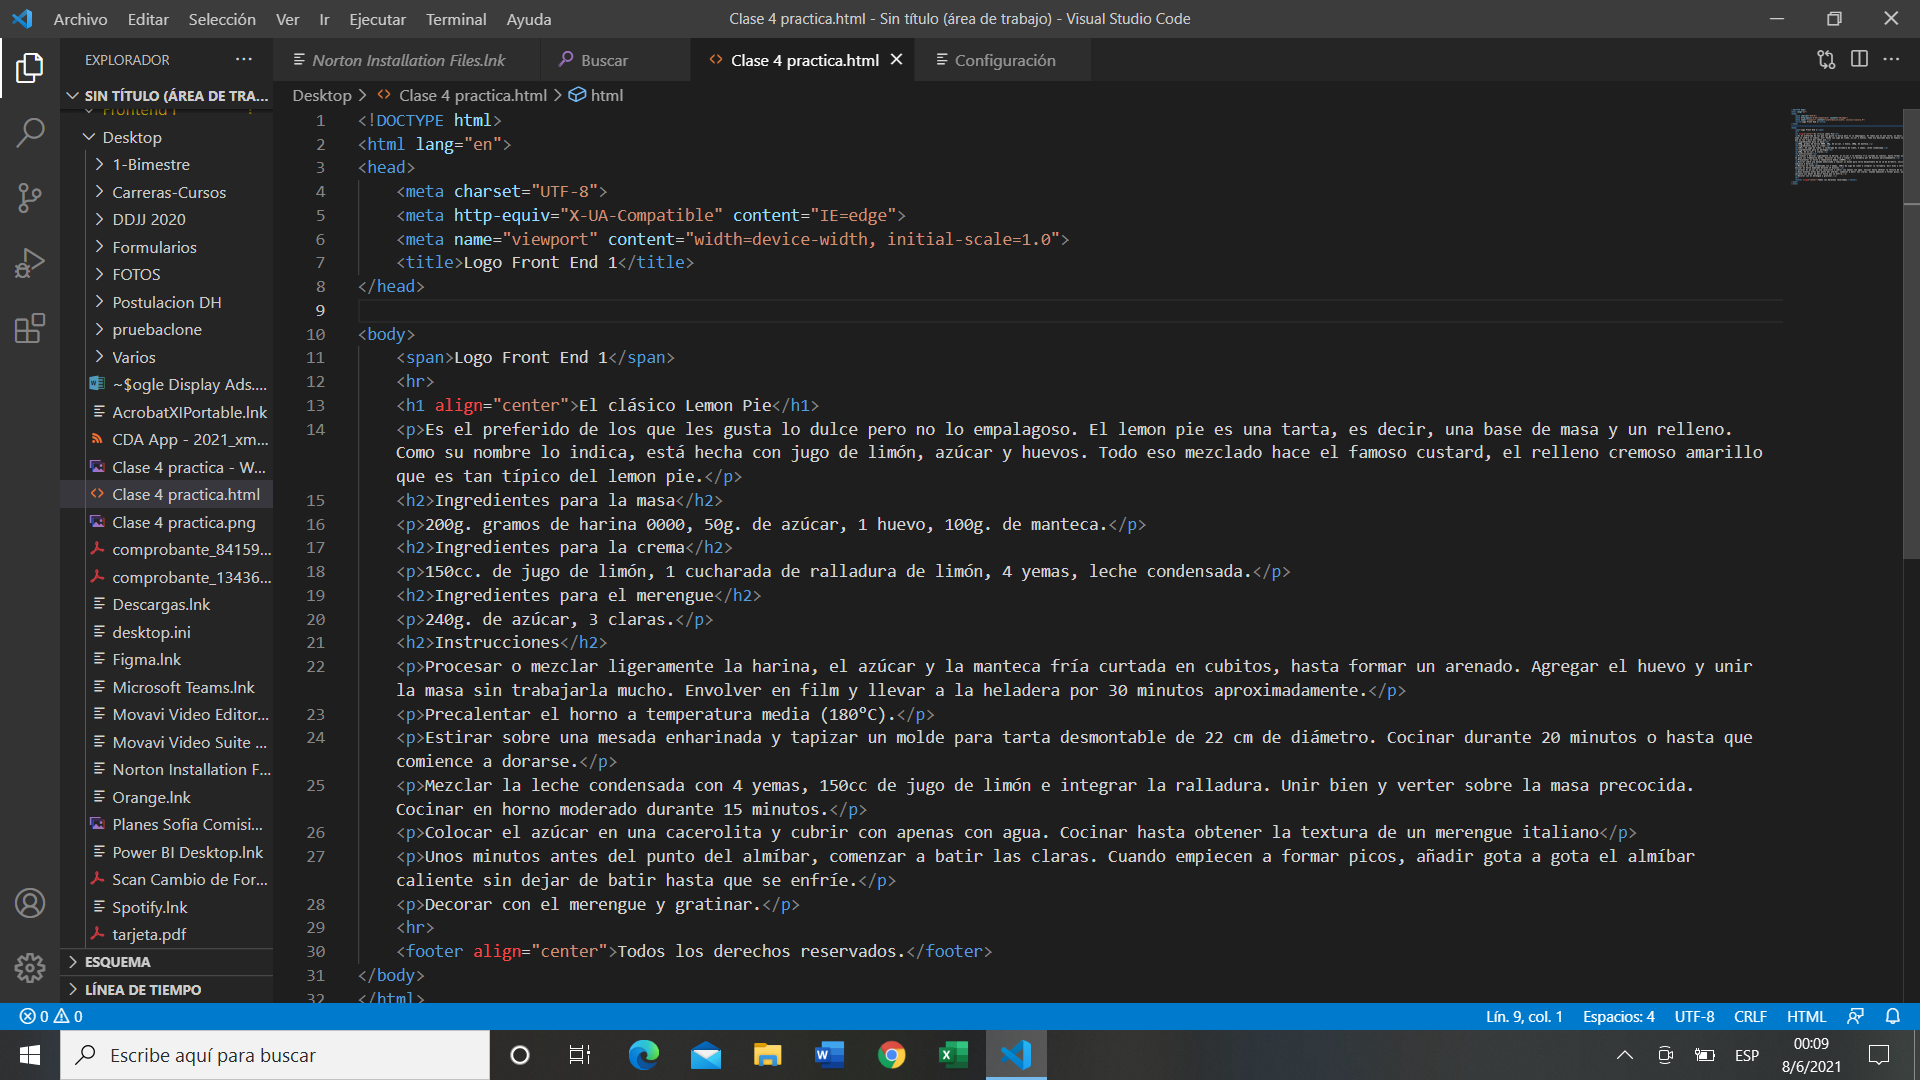 Archivo Editar Selección Ver Ir Ejecutar Terminal Ayuda
Clase 4 practica.html - Sin título (área de trabajo) - Visual Studio Code
EXPLORADOR
Norton Installation Files.lnk
Buscar
Clase 4 practica.html
Configuración
SIN TÍTULO (ÁREA DE TRA...
Frontend 1
Desktop
1-Bimestre
Carreras-Cursos
DDJJ 2020
Formularios
FOTOS
Postulacion DH
pruebaclone
Varios
~$ogle Display Ads....
AcrobatXIPortable.lnk
CDA App - 2021_xm...
Clase 4 practica - W...
Clase 4 practica.html
Clase 4 practica.png
comprobante_84159...
comprobante_13436...
Descargas.lnk
desktop.ini
Figma.lnk
Microsoft Teams.lnk
Movavi Video Editor...
Movavi Video Suite ...
Norton Installation F...
Orange.lnk
Planes Sofia Comisi...
Power BI Desktop.lnk
Scan Cambio de For...
Spotify.lnk
tarjeta.pdf
ESQUEMA
LÍNEA DE TIEMPO
Desktop > Clase 4 practica.html > html
1 <!DOCTYPE html>
2 <html lang="en">
3 <head>
4 <meta charset="UTF-8">
5 <meta http-equiv="X-UA-Compatible" content="IE=edge">
6 <meta name="viewport" content="width=device-width, initial-scale=1.0">
7 <title>Logo Front End 1</title>
8 </head>
9
10 <body>
11 <span>Logo Front End 1</span>
12 <hr>
13 <h1 align="center">El clásico Lemon Pie</h1>
14 <p>Es el preferido de los que les gusta lo dulce pero no lo empalagoso. El lemon pie es una tarta, es decir, una base de masa y un relleno.
Como su nombre lo indica, está hecha con jugo de limón, azúcar y huevos. Todo eso mezclado hace el famoso custard, el relleno cremoso amarillo
que es tan típico del lemon pie.</p>
15 <h2>Ingredientes para la masa</h2>
16 <p>200g. gramos de harina 0000, 50g. de azúcar, 1 huevo, 100g. de manteca.</p>
17 <h2>Ingredientes para la crema</h2>
18 <p>150cc. de jugo de limón, 1 cucharada de ralladura de limón, 4 yemas, leche condensada.</p>
19 <h2>Ingredientes para el merengue</h2>
20 <p>240g. de azúcar, 3 claras.</p>
21 <h2>Instrucciones</h2>
22 <p>Procesar o mezclar ligeramente la harina, el azúcar y la manteca fría curtada en cubitos, hasta formar un arenado. Agregar el huevo y unir
la masa sin trabajarla mucho. Envolver en film y llevar a la heladera por 30 minutos aproximadamente.</p>
23 <p>Precalentar el horno a temperatura media (180ºC).</p>
24 <p>Estirar sobre una mesada enharinada y tapizar un molde para tarta desmontable de 22 cm de diámetro. Cocinar durante 20 minutos o hasta que
comience a dorarse.</p>
25 <p>Mezclar la leche condensada con 4 yemas, 150cc de jugo de limón e integrar la ralladura. Unir bien y verter sobre la masa precocida.
Cocinar en horno moderado durante 15 minutos.</p>
26 <p>Colocar el azúcar en una cacerolita y cubrir con apenas con agua. Cocinar hasta obtener la textura de un merengue italiano</p>
27 <p>Unos minutos antes del punto del almíbar, comenzar a batir las claras. Cuando empiecen a formar picos, añadir gota a gota el almíbar
caliente sin dejar de batir hasta que se enfríe.</p>
28 <p>Decorar con el merengue y gratinar.</p>
29 <hr>
30 <footer align="center">Todos los derechos reservados.</footer>
31 </body>
32 </html>
0 0
Lín. 9, col. 1 Espacios: 4 UTF-8 CRLF HTML
Escribe aquí para buscar
ESP
00:09
8/6/2021